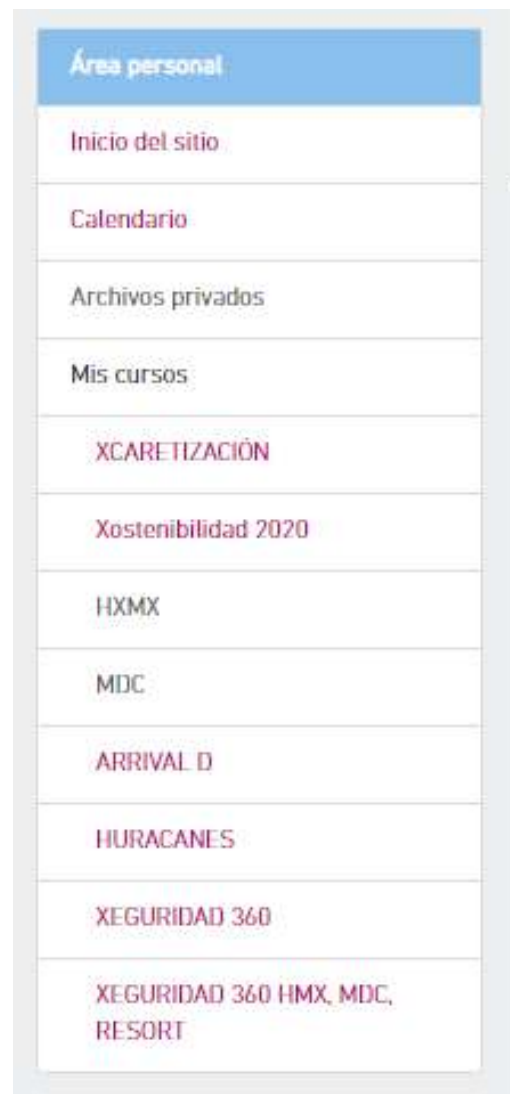 Área personal
Inicio del sitio
Calendario
Archivos privados
Mis cursos
XCARETIZACIÓN
Xostenibilidad 2020
HXMX
MDC
ARRIVAL D
HURACANES
XEGURIDAD 360
XEGURIDAD 360 HMX, MDC,
RESORT